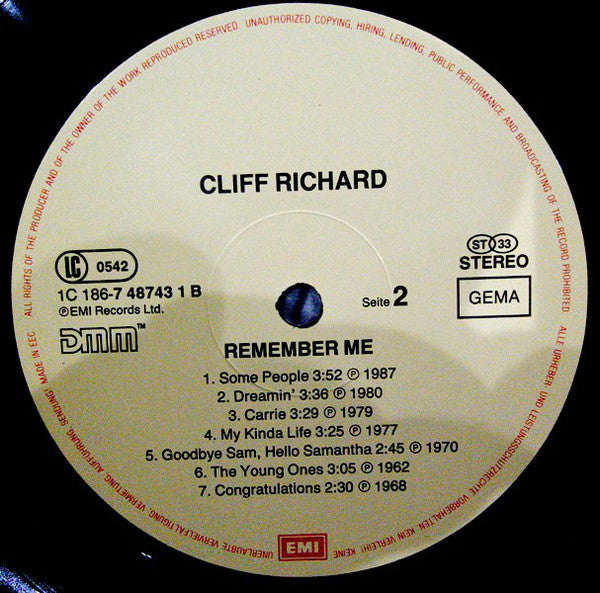 ALL RIGHTS OF THE PRODUCER AND OF THE OWNER OF THE WORK REPRODUCED RESERVED UNAUTHORIZED COPYING, HIRING, LENDING, PUBLIC PERFORMANCE AND BROADCASTING OF THE RECORD PROHIBITED
ALLE URHEBER- UND LEISTUNGSSCHUTZRECHTE VORBEHALTEN KEIN VERLEIH! KEINE UNERLAUBTE VERVIELFÄLTIGUNG, VERMIETUNG, AUFFÜHRUNG, SENDUNG! MADE IN EEC.
CLIFF RICHARD
LC 0542
1C 186-7 48743 1 B
℗ EMI Records Ltd.
DMM™
ST 33
STEREO
GEMA
Seite 2
REMEMBER ME
1. Some People 3:52 ℗ 1987
2. Dreamin' 3:36 ℗ 1980
3. Carrie 3:29 ℗ 1979
4. My Kinda Life 3:25 ℗ 1977
5. Goodbye Sam, Hello Samantha 2:45 ℗ 1970
6. The Young Ones 3:05 ℗ 1962
7. Congratulations 2:30 ℗ 1968
EMI